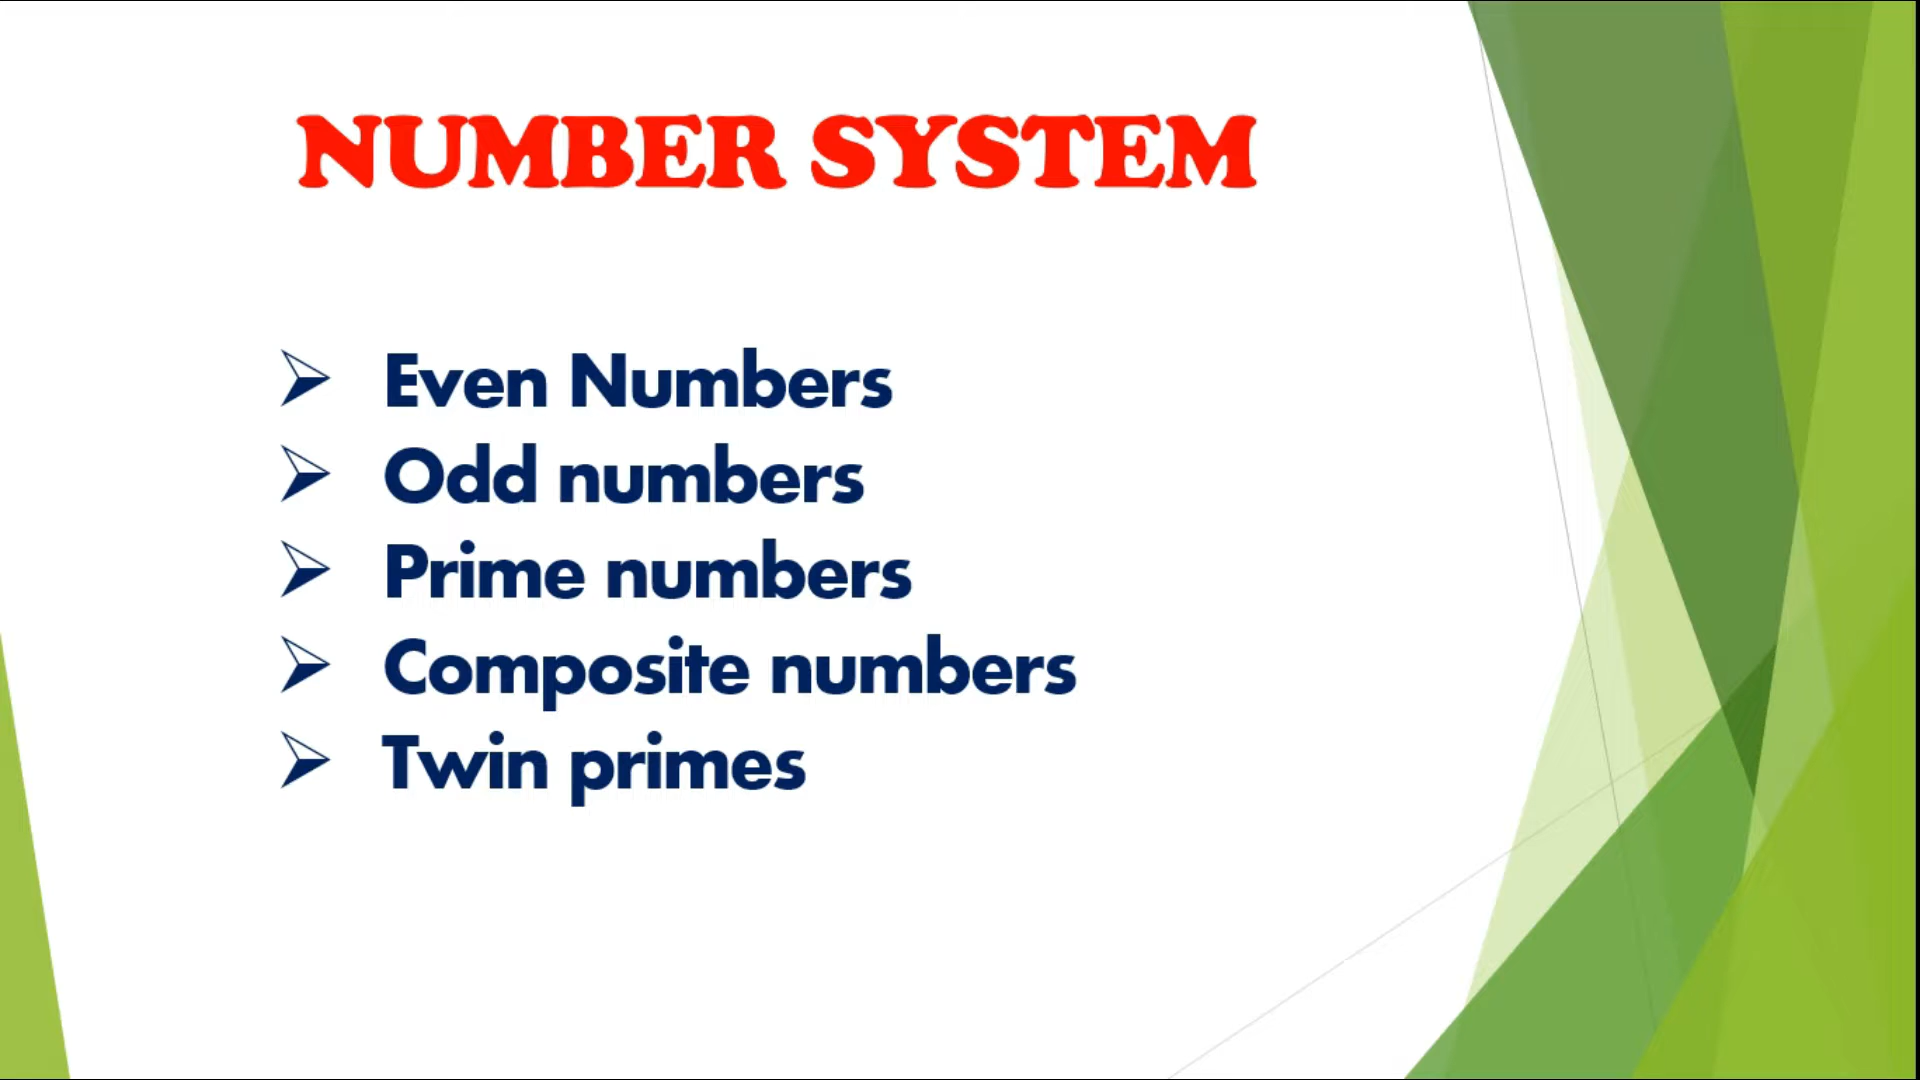 NUMBER SYSTEM
Even Numbers
Odd numbers
Prime numbers
Composite numbers
Twin primes